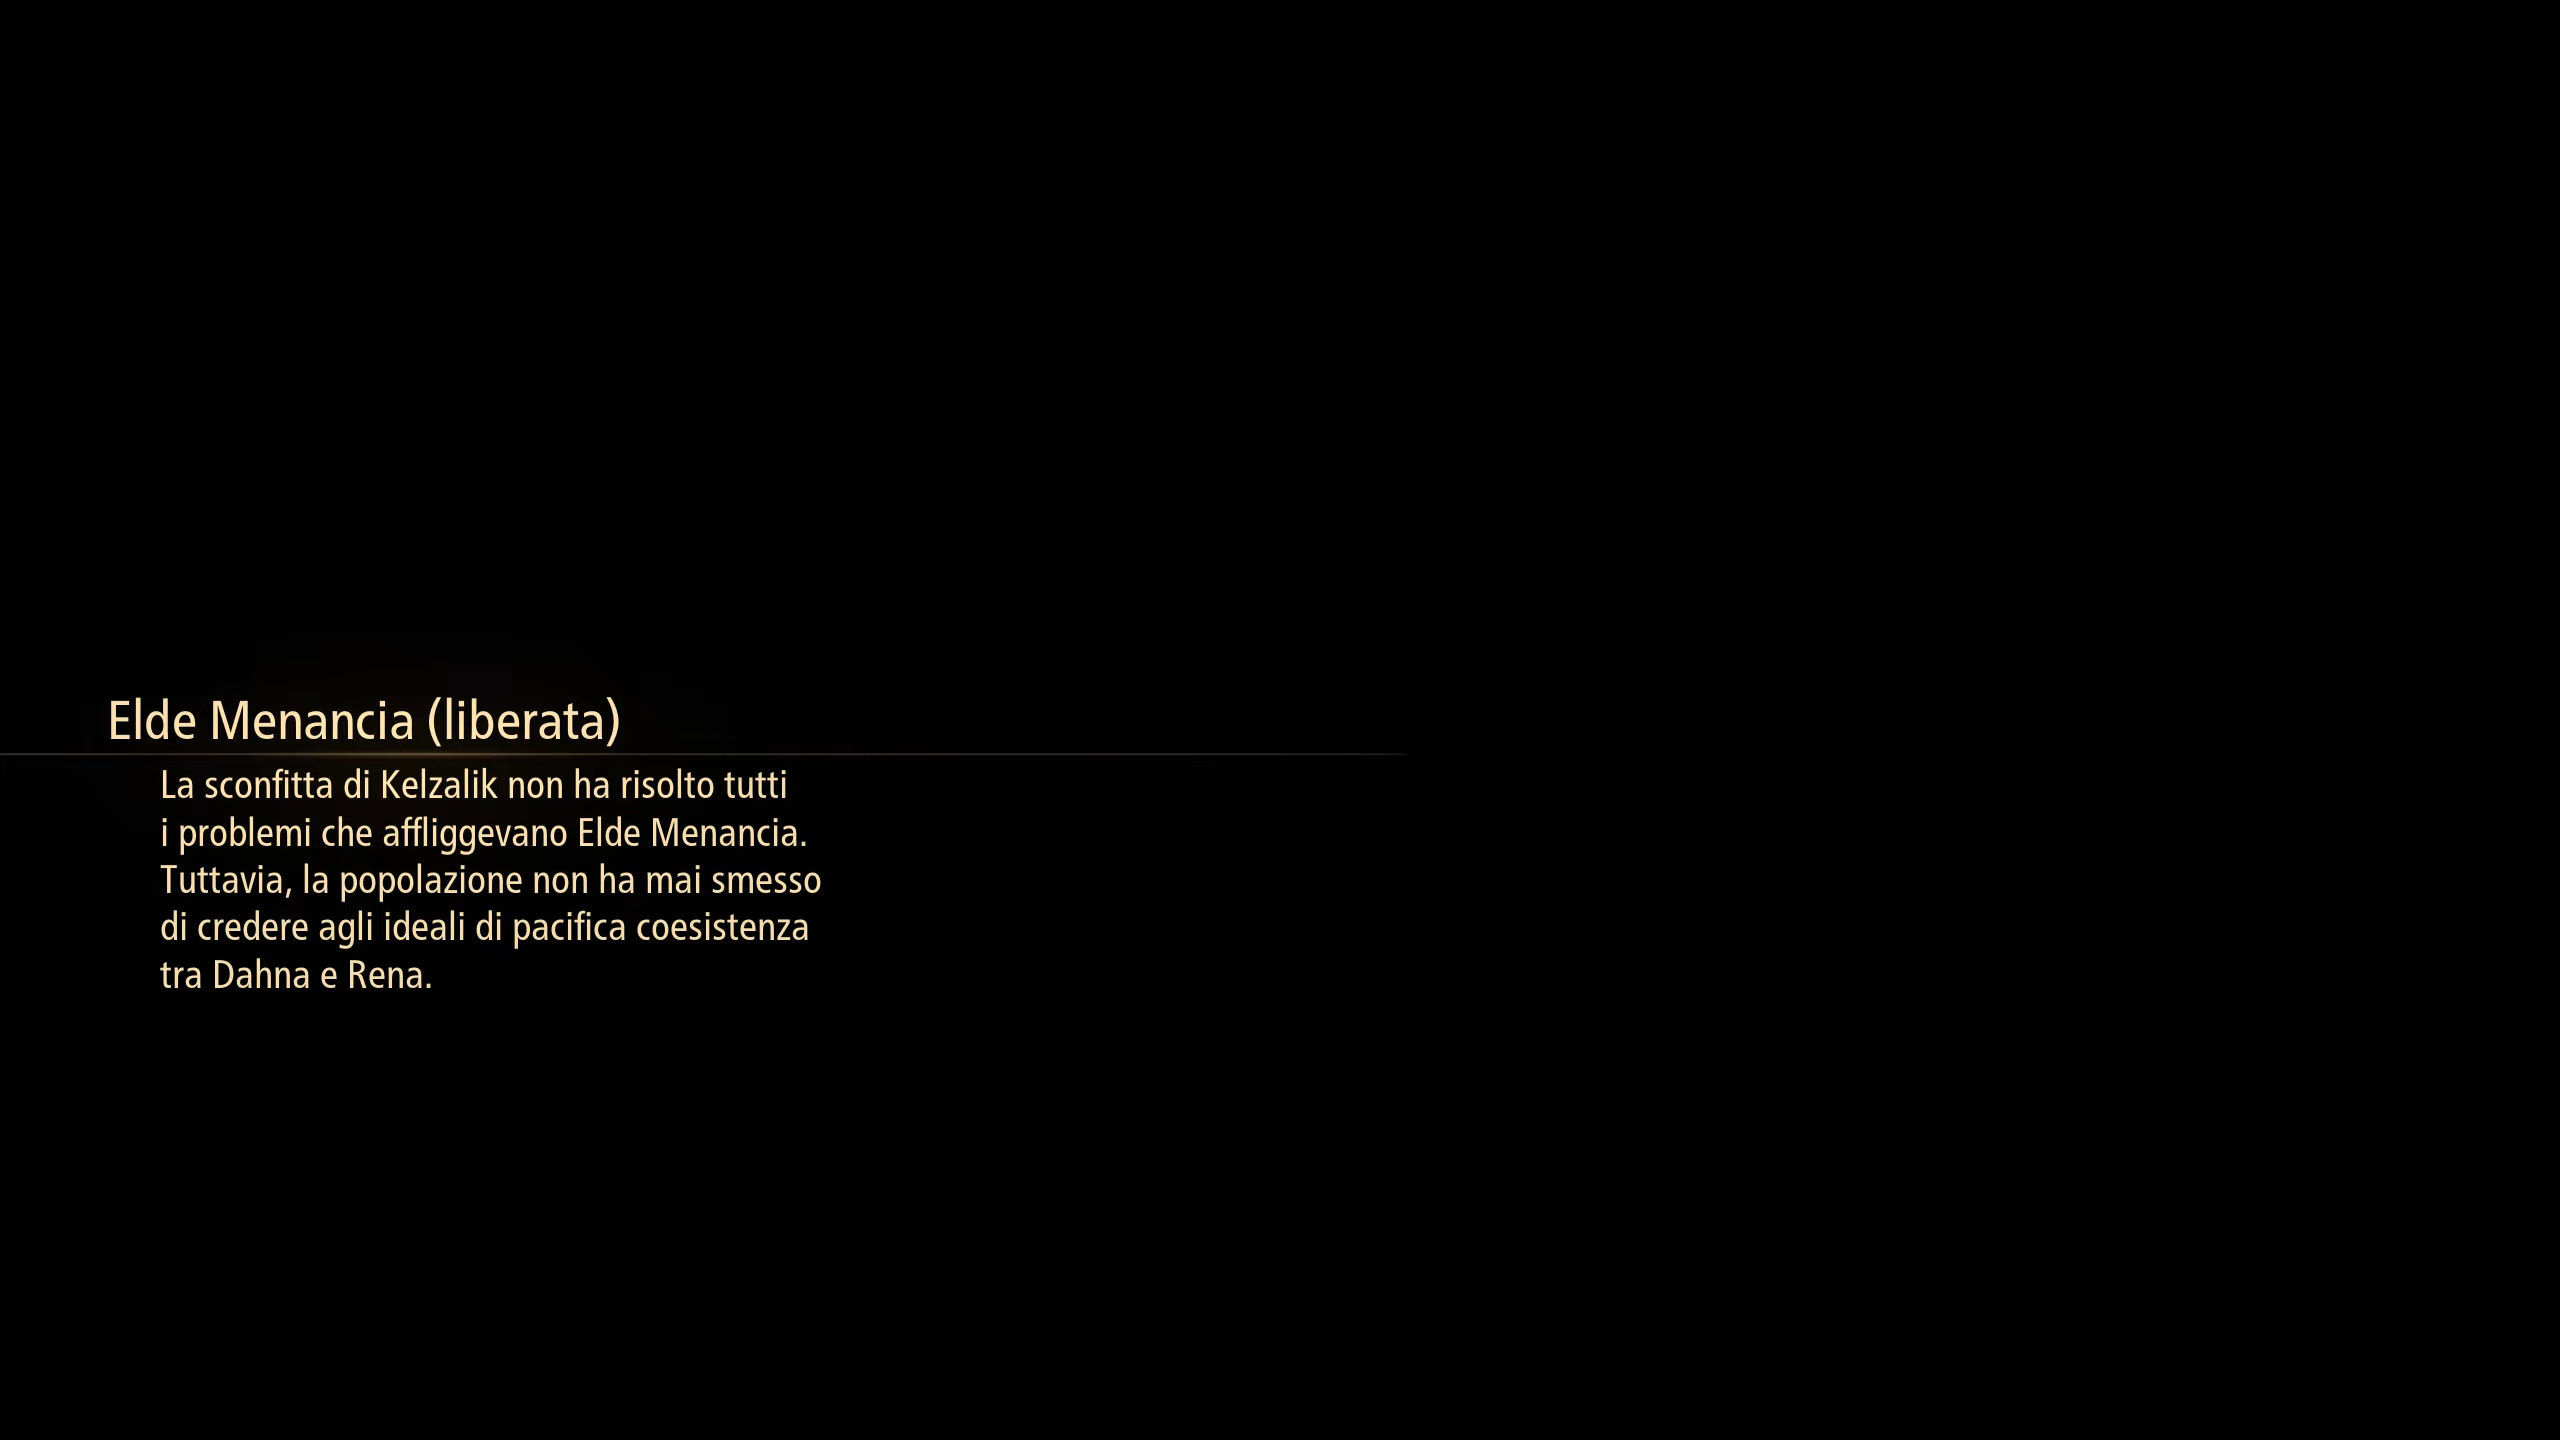 Elde Menancia (liberata)
La sconfitta di Kelzalik non ha risolto tutti
i problemi che affliggevano Elde Menancia.
Tuttavia, la popolazione non ha mai smesso
di credere agli ideali di pacifica coesistenza
tra Dahna e Rena.